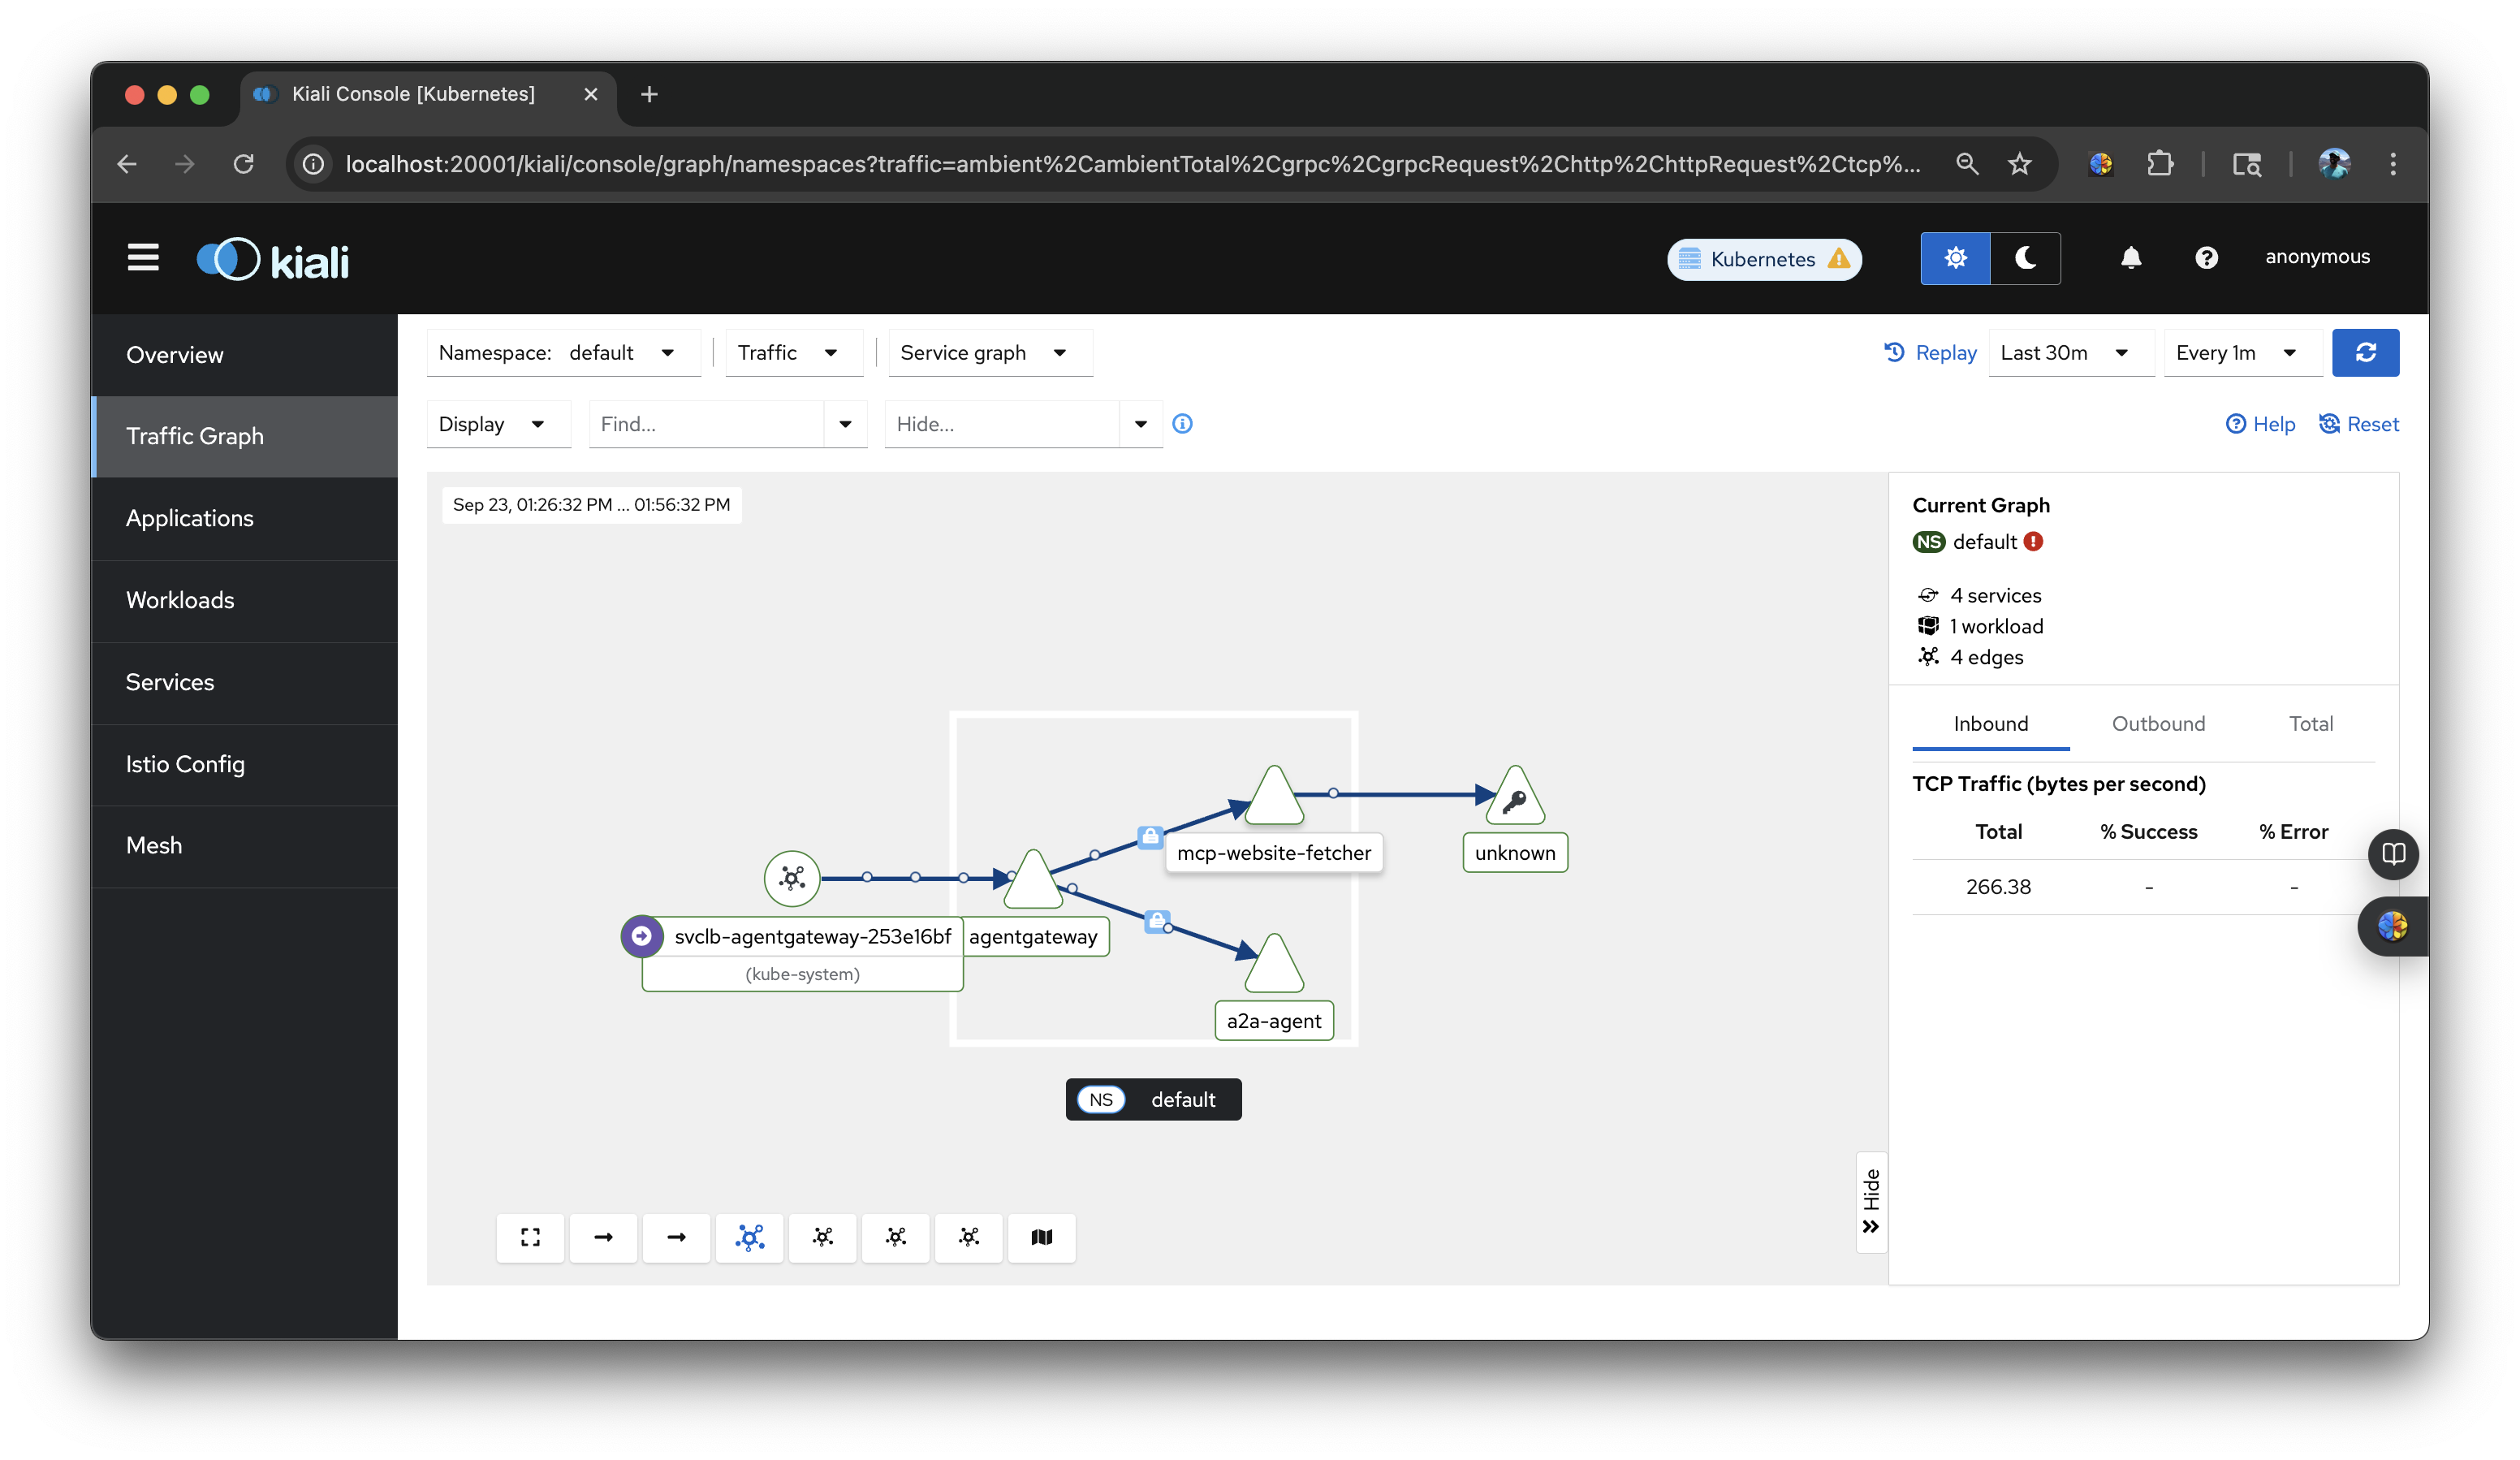 Kiali Console [Kubernetes]
localhost:20001/kiali/console/graph/namespaces?traffic=ambient%2CambientTotal%2Cgrpc%2CgrpcRequest%2Chttp%2ChttpRequest%2Ctcp%...
kiali
Kubernetes
anonymous
Overview
Traffic Graph
Applications
Workloads
Services
Istio Config
Mesh
Namespace: default
Traffic
Service graph
Replay
Last 30m
Every 1m
Display
Find...
Hide...
Help
Reset
Sep 23, 01:26:32 PM ... 01:56:32 PM
mcp-website-fetcher
unknown
svclb-agentgateway-253e16bf
(kube-system)
agentgateway
a2a-agent
NS default
Hide
Current Graph
NS default
4 services
1 workload
4 edges
Inbound
Outbound
Total
TCP Traffic (bytes per second)
Total % Success % Error
266.38 - -